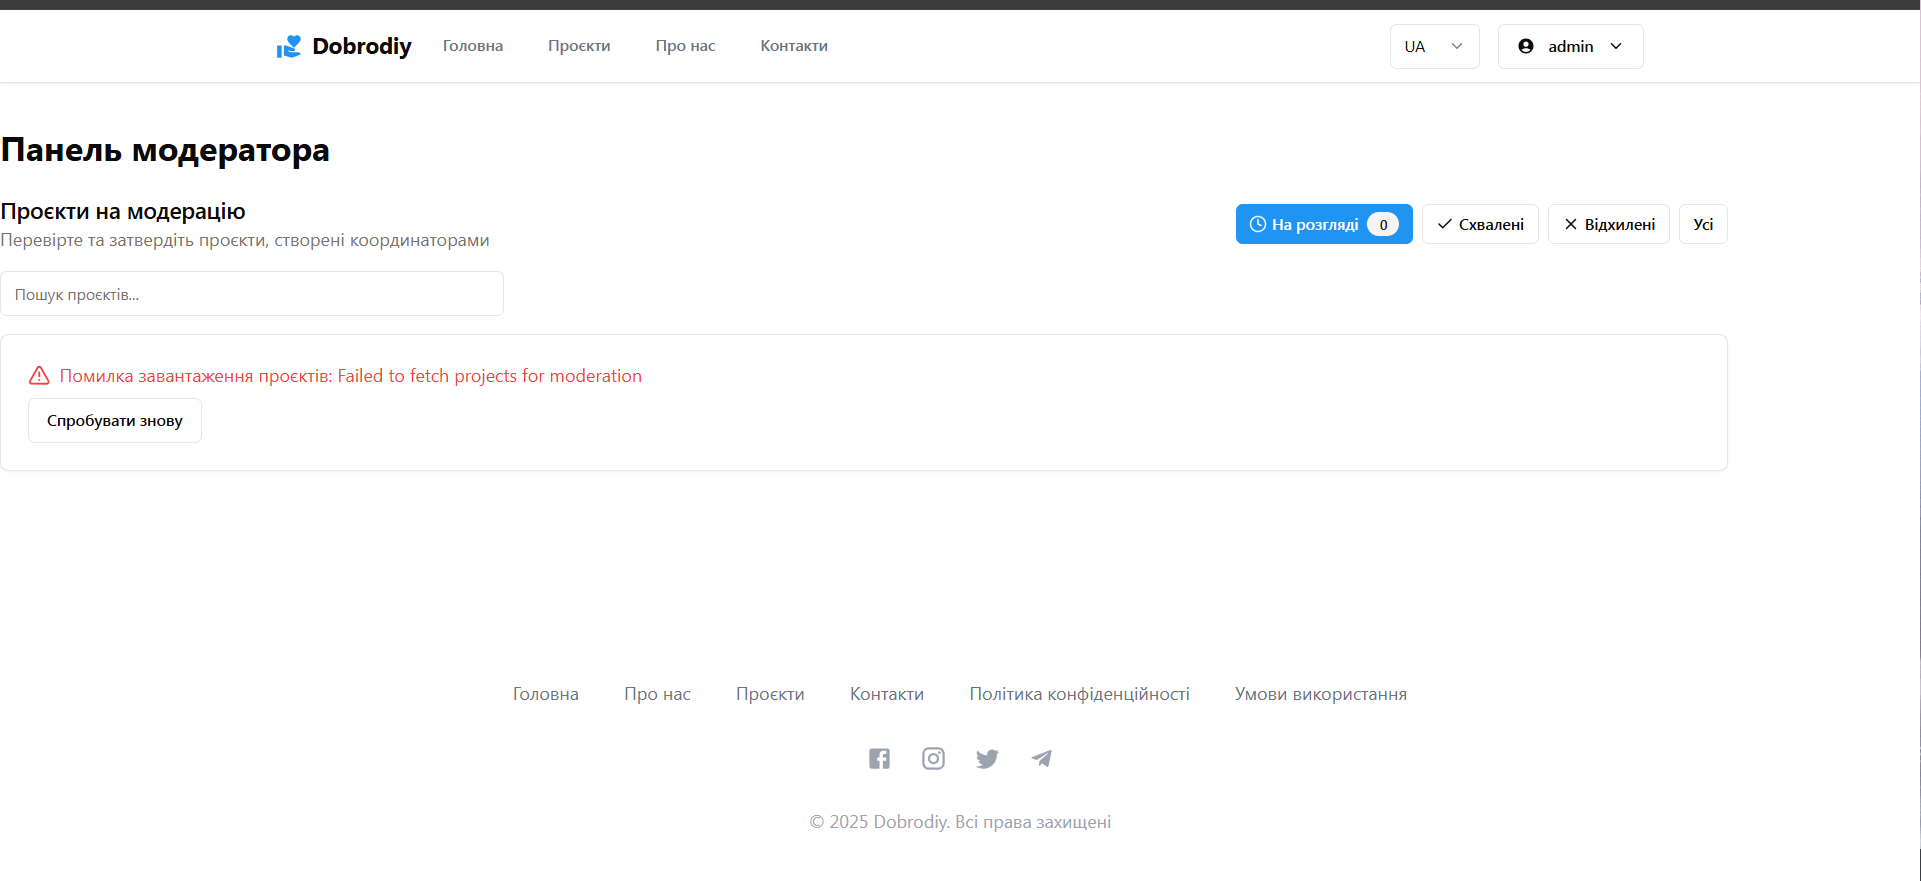 Dobrodiy Головна Проєкти Про нас Контакти UA admin
Панель модератора
Проєкти на модерацію
Перевірте та затвердіть проєкти, створені координаторами
На розгляді 0 Схвалені Відхилені Усі
Пошук проєктів...
Помилка завантаження проєктів: Failed to fetch projects for moderation
Спробувати знову
Головна Про нас Проєкти Контакти Політика конфіденційності Умови використання
© 2025 Dobrodiy. Всі права захищені